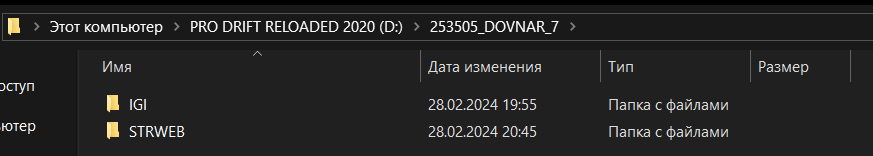 Этот компьютер > PRO DRIFT RELOADED 2020 (D:) > 253505_DOVNAR_7 >
Имя Дата изменения Тип Размер
оступ
IGI 28.02.2024 19:55 Папка с файлами
ьютер
STRWEB 28.02.2024 20:45 Папка с файлами